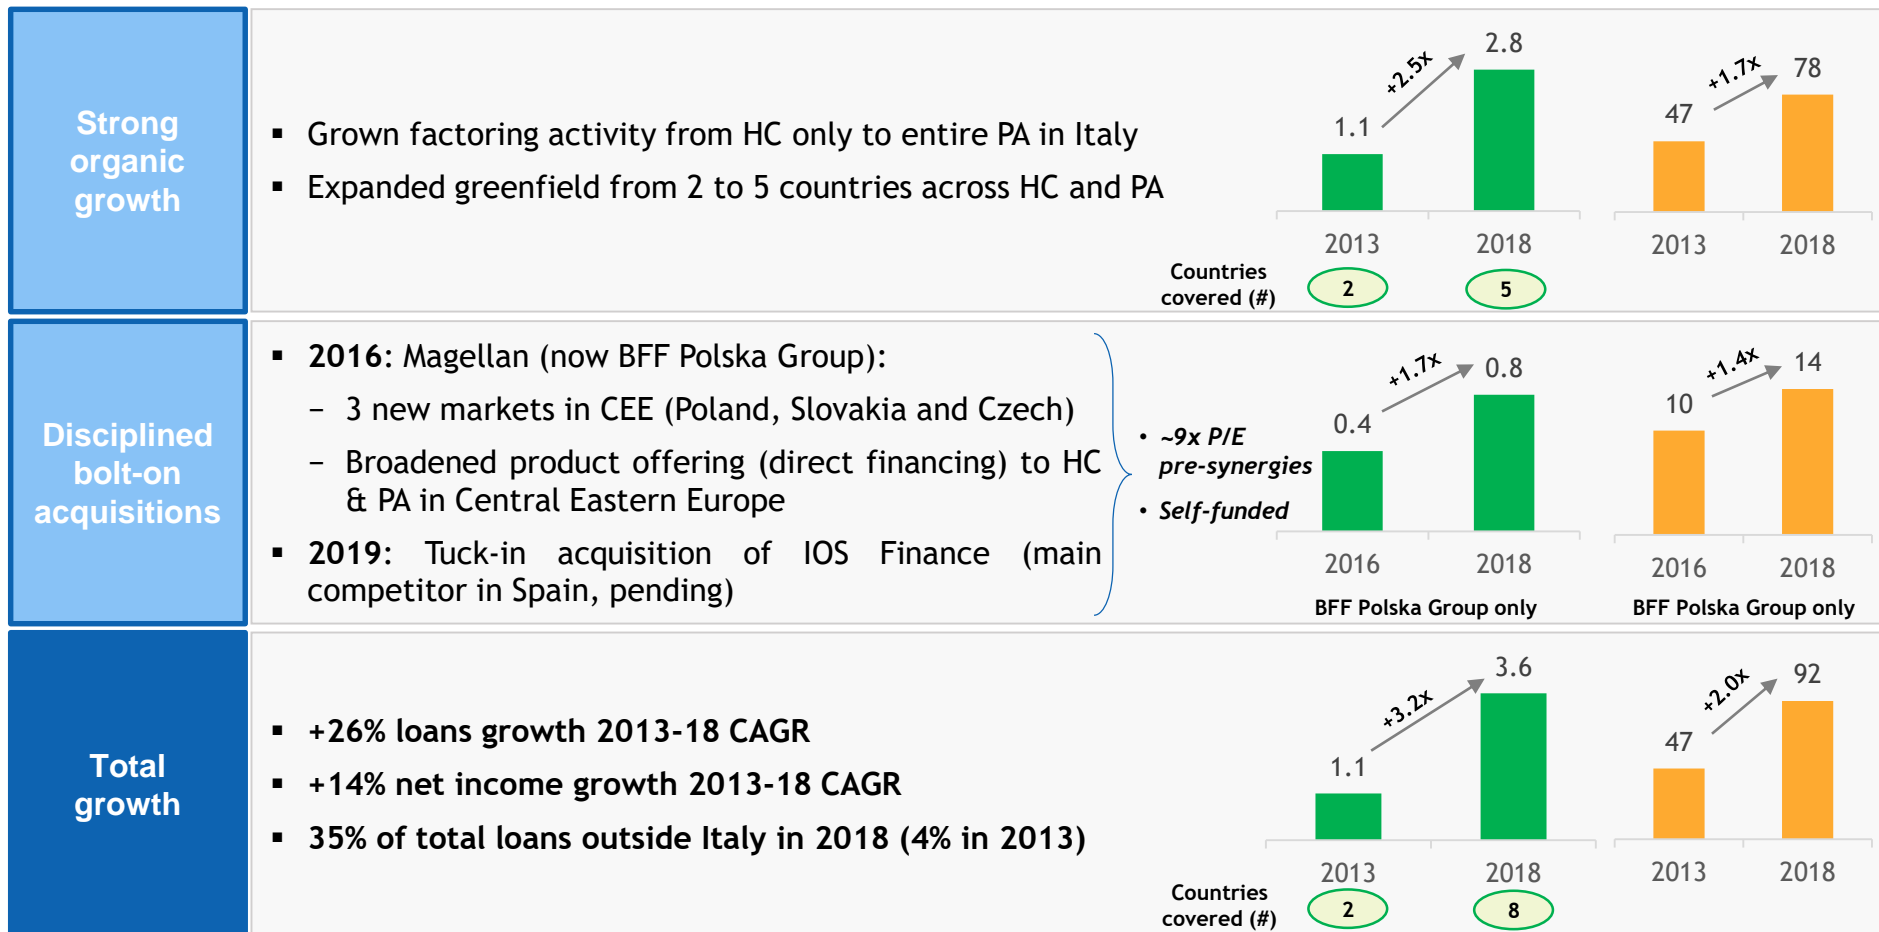 Strong
organic
growth
▪ Grown factoring activity from HC only to entire PA in Italy
▪ Expanded greenfield from 2 to 5 countries across HC and PA
1.1
+2.5x
2.8
2013
2018
Countries
covered (#)
2
5
47
+1.7x
78
2013
2018
Disciplined
bolt-on
acquisitions
▪ 2016: Magellan (now BFF Polska Group):
− 3 new markets in CEE (Poland, Slovakia and Czech)
− Broadened product offering (direct financing) to HC
& PA in Central Eastern Europe
▪ 2019: Tuck-in acquisition of IOS Finance (main
competitor in Spain, pending)
• ~9x P/E
pre-synergies
• Self-funded
0.4
+1.7x
0.8
2016
2018
BFF Polska Group only
10
+1.4x
14
2016
2018
BFF Polska Group only
Total
growth
▪ +26% loans growth 2013-18 CAGR
▪ +14% net income growth 2013-18 CAGR
▪ 35% of total loans outside Italy in 2018 (4% in 2013)
1.1
+3.2x
3.6
2013
2018
Countries
covered (#)
2
8
47
+2.0x
92
2013
2018